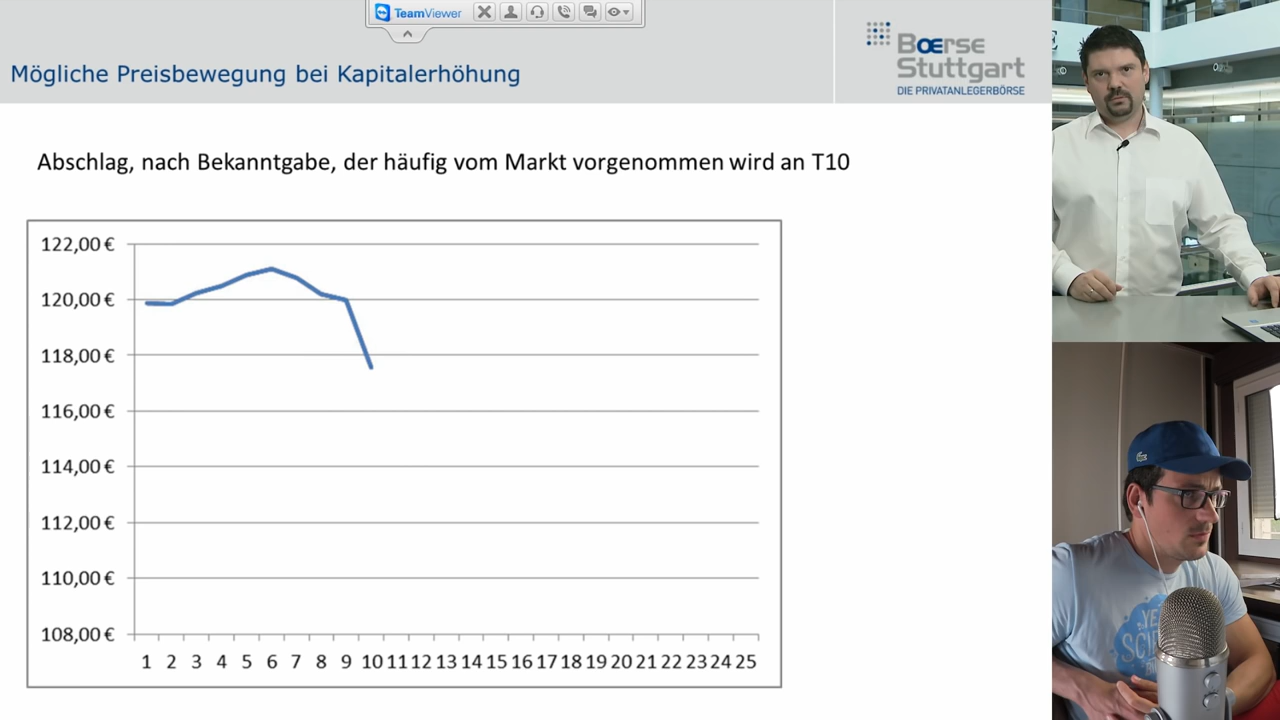 TeamViewer
Mögliche Preisbewegung bei Kapitalerhöhung
Boerse
Stuttgart
DIE PRIVATANLEGERBÖRSE
Abschlag, nach Bekanntgabe, der häufig vom Markt vorgenommen wird an T10
122,00 €
120,00 €
118,00 €
116,00 €
114,00 €
112,00 €
110,00 €
108,00 €
1 2 3 4 5 6 7 8 9 10 11 12 13 14 15 16 17 18 19 20 21 22 23 24 25